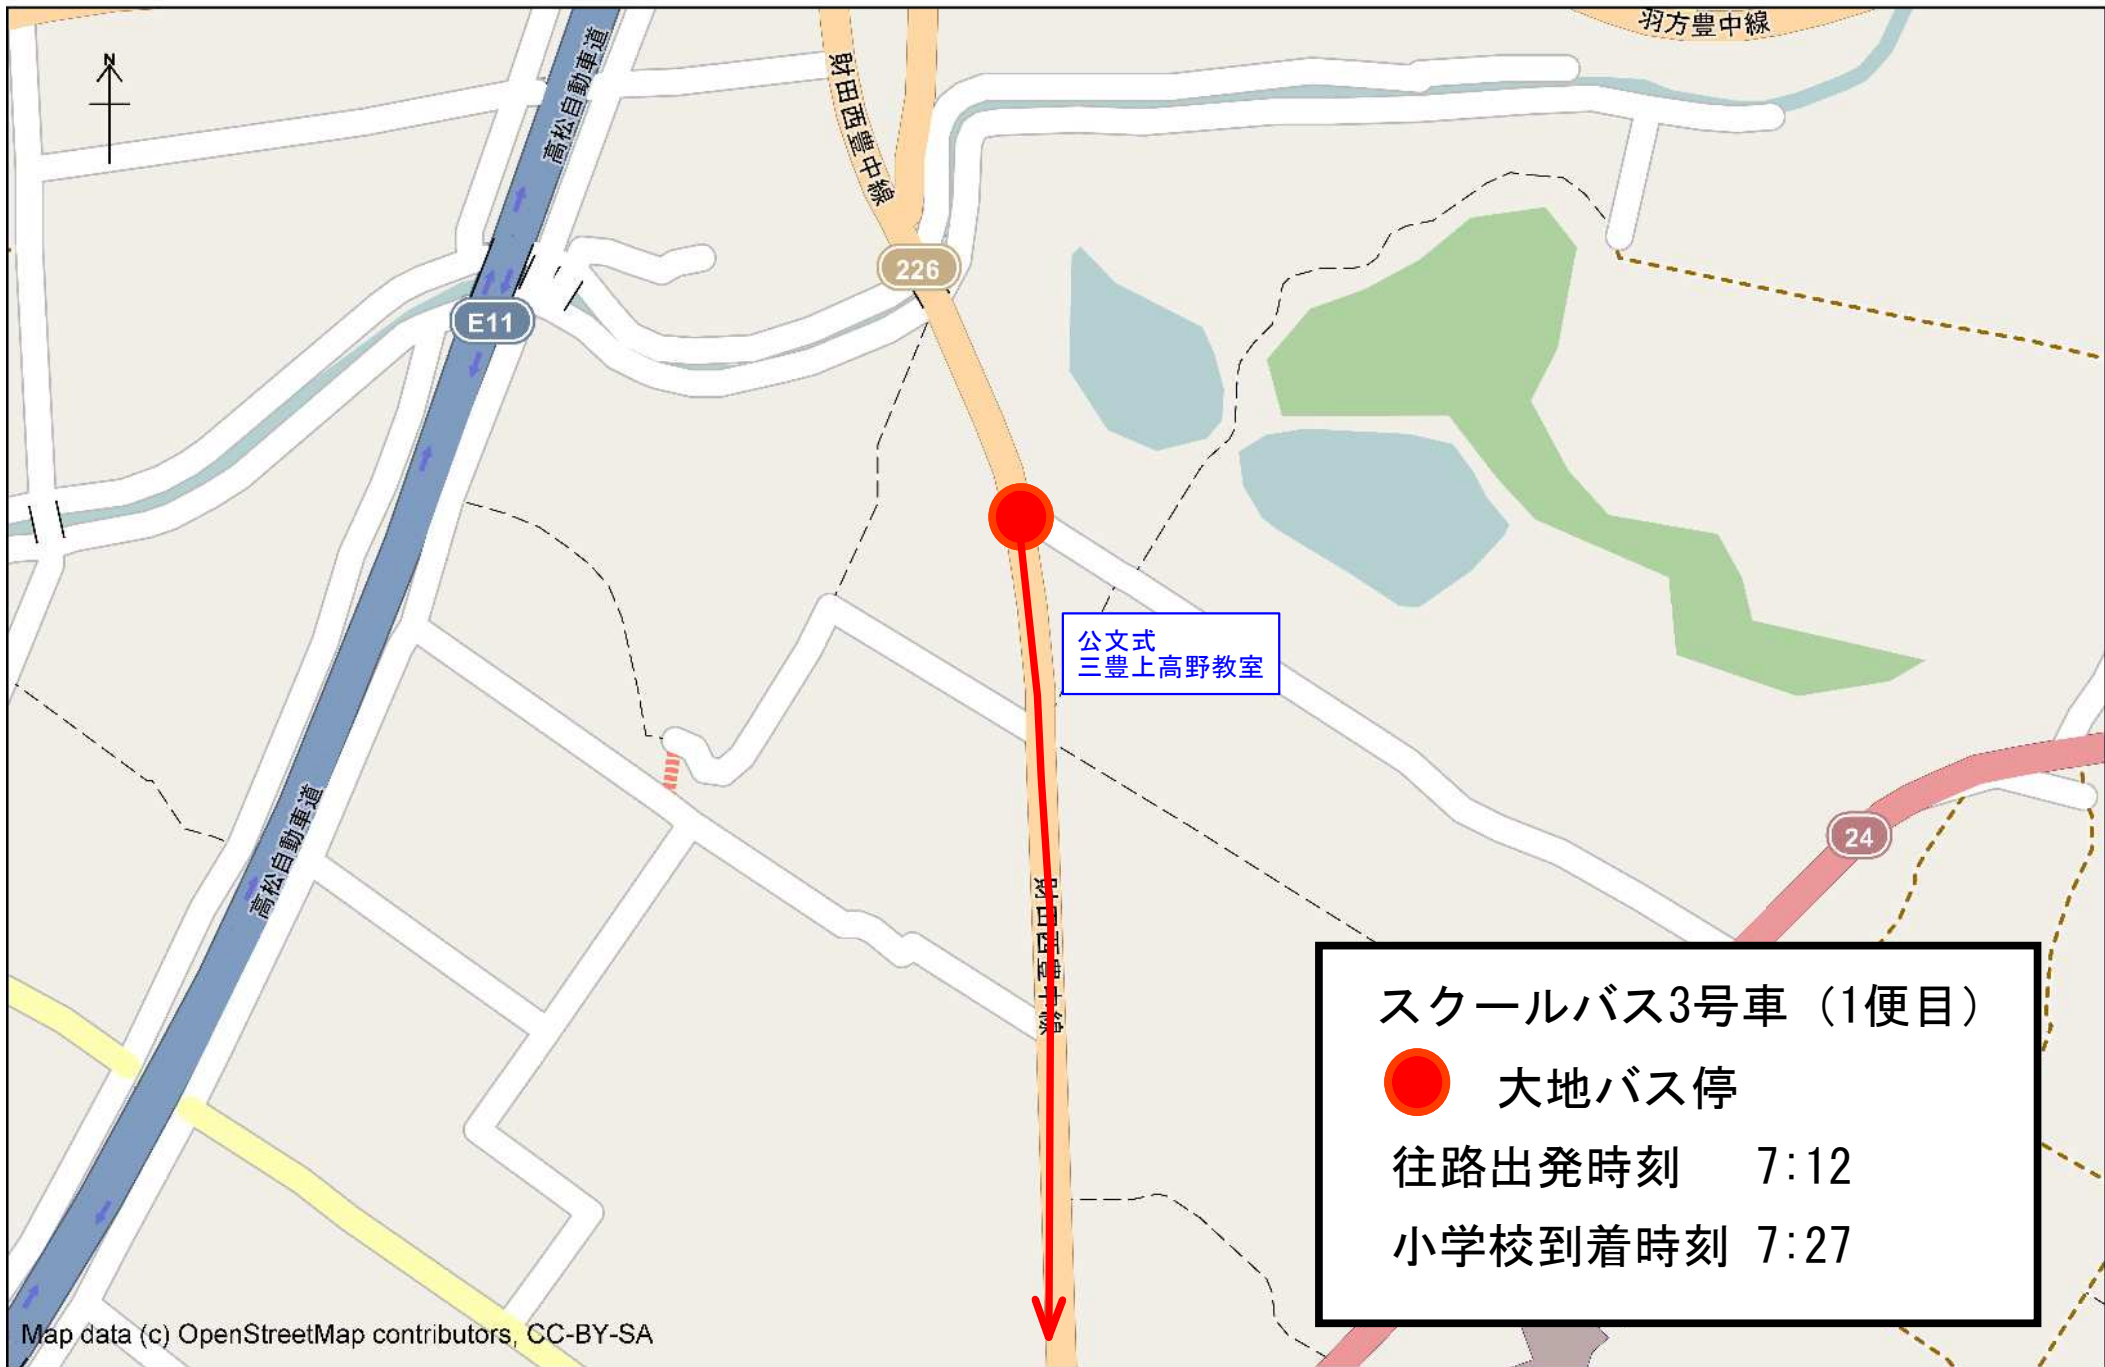 羽方豊中線
N
高松自動車道
財田西豊中線
226
E11
公文式
三豊上高野教室
24
高松自動車道
財田西豊中線
スクールバス3号車（1便目）
大地バス停
往路出発時刻 7:12
小学校到着時刻 7:27
Map data (c) OpenStreetMap contributors, CC-BY-SA